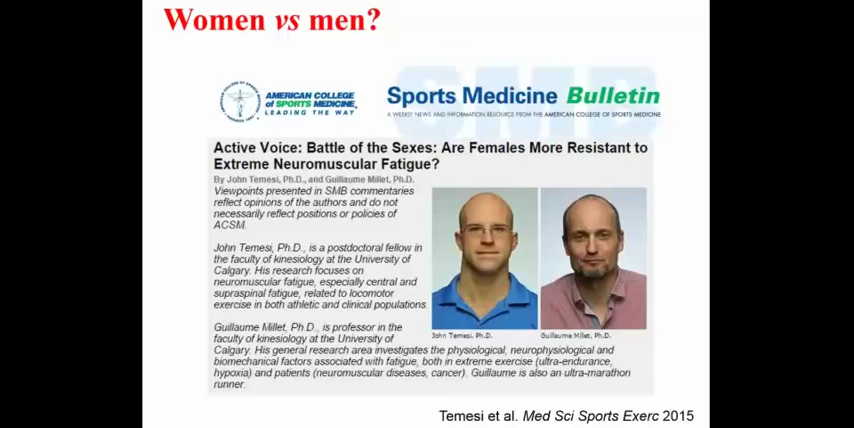 Women vs men?
AMERICAN COLLEGE
of SPORTS MEDICINE
LEADING THE WAY
Sports Medicine Bulletin
A WEEKLY NEWS AND INFORMATION RESOURCE FROM THE AMERICAN COLLEGE OF SPORTS MEDICINE
Active Voice: Battle of the Sexes: Are Females More Resistant to
Extreme Neuromuscular Fatigue?
By John Temesi, Ph.D., and Guillaume Millet, Ph.D.
Viewpoints presented in SMB commentaries
reflect opinions of the authors and do not
necessarily reflect positions or policies of
ACSM.
John Temesi, Ph.D., is a postdoctoral fellow in
the faculty of kinesiology at the University of
Calgary. His research focuses on
neuromuscular fatigue, especially central and
supraspinal fatigue, related to locomotor
exercise in both athletic and clinical populations.
Guillaume Millet, Ph.D., is professor in the
faculty of kinesiology at the University of
Calgary. His general research area investigates the physiological, neurophysiological and
biomechanical factors associated with fatigue, both in extreme exercise (ultra-endurance,
hypoxia) and patients (neuromuscular diseases, cancer). Guillaume is also an ultra-marathon
runner.
John Temesi, Ph.D.
Guillaume Millet, Ph.D.
Temesi et al. Med Sci Sports Exerc 2015